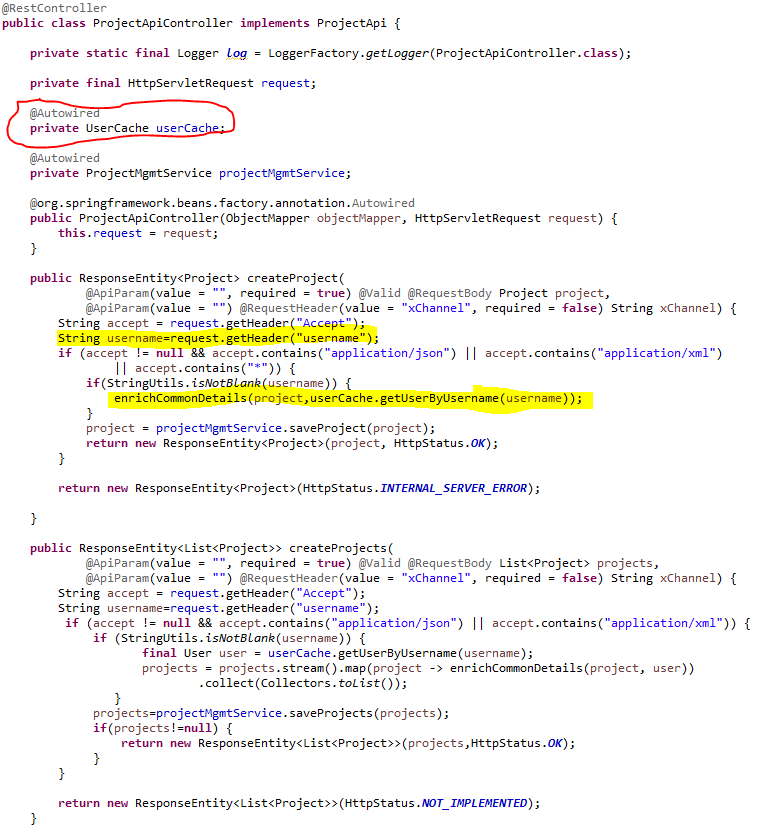 @RestController
public class ProjectApiController implements ProjectApi {
private static final Logger log = LoggerFactory.getLogger(ProjectApiController.class);
private final HttpServletRequest request;
@Autowired
private UserCache userCache;
@Autowired
private ProjectMgmtService projectMgmtService;
@org.springframework.beans.factory.annotation.Autowired
public ProjectApiController(ObjectMapper objectMapper, HttpServletRequest request) {
this.request = request;
}
public ResponseEntity<Project> createProject(
@ApiParam(value = "", required = true) @Valid @RequestBody Project project,
@ApiParam(value = "") @RequestHeader(value = "xChannel", required = false) String xChannel) {
String accept = request.getHeader("Accept");
String username=request.getHeader("username");
if (accept != null && accept.contains("application/json") || accept.contains("application/xml")
|| accept.contains("*")) {
if(StringUtils.isNotBlank(username)) {
enrichCommonDetails(project,userCache.getUserByUsername(username));
}
project = projectMgmtService.saveProject(project);
return new ResponseEntity<Project>(project, HttpStatus.OK);
}
return new ResponseEntity<Project>(HttpStatus.INTERNAL_SERVER_ERROR);
}
public ResponseEntity<List<Project>> createProjects(
@ApiParam(value = "", required = true) @Valid @RequestBody List<Project> projects,
@ApiParam(value = "") @RequestHeader(value = "xChannel", required = false) String xChannel) {
String accept = request.getHeader("Accept");
String username=request.getHeader("username");
if (accept != null && accept.contains("application/json") || accept.contains("application/xml")) {
if (StringUtils.isNotBlank(username)) {
final User user = userCache.getUserByUsername(username);
projects = projects.stream().map(project -> enrichCommonDetails(project, user))
.collect(Collectors.toList());
}
projects=projectMgmtService.saveProjects(projects);
if(projects!=null) {
return new ResponseEntity<List<Project>>(projects,HttpStatus.OK);
}
}
return new ResponseEntity<List<Project>>(HttpStatus.NOT_IMPLEMENTED);
}